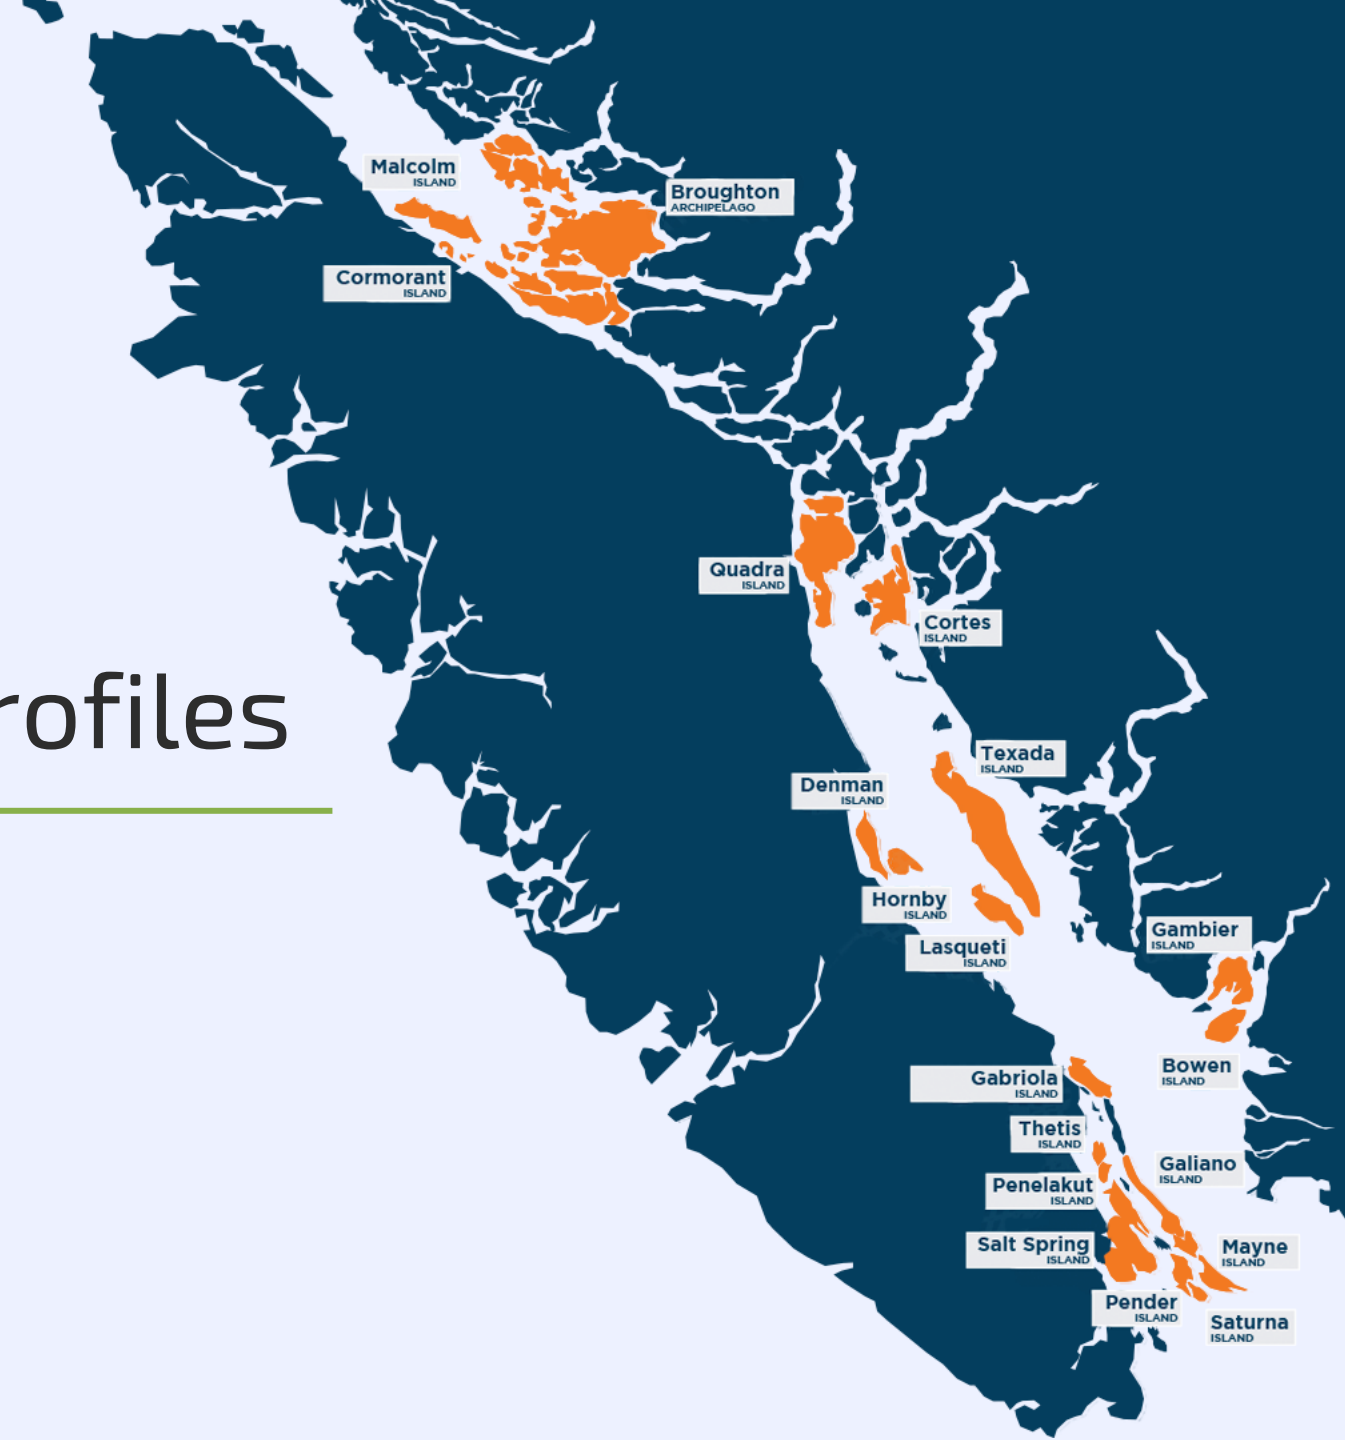 Malcolm
ISLAND
Broughton
ARCHIPELAGO
Cormorant
ISLAND
Quadra
ISLAND
Cortes
ISLAND
rofiles
Texada
ISLAND
Denman
ISLAND
Hornby
ISLAND
Lasqueti
ISLAND
Gambier
ISLAND
Bowen
ISLAND
Gabriola
ISLAND
Thetis
ISLAND
Galiano
ISLAND
Penelakut
ISLAND
Salt Spring
ISLAND
Mayne
ISLAND
Pender
ISLAND
Saturna
ISLAND